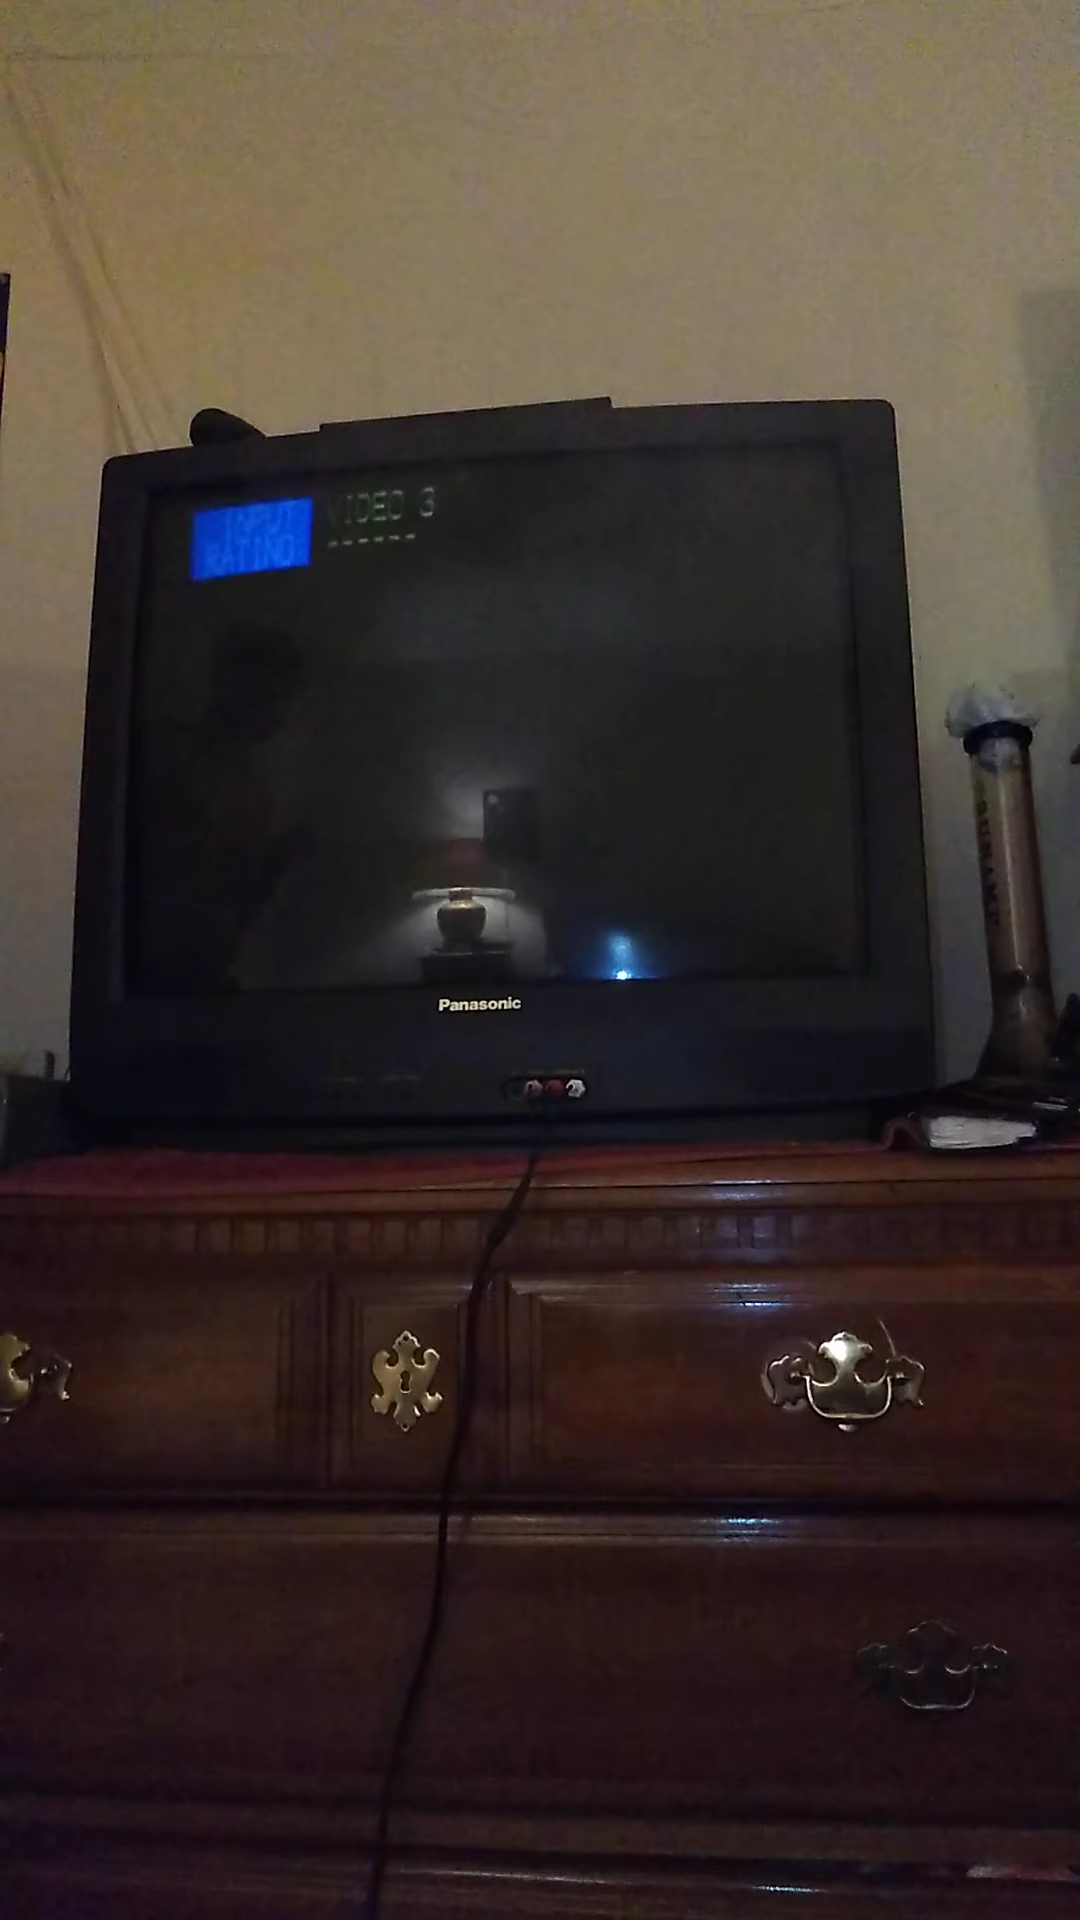 INPUT VIDEO 3
RATING ------
Panasonic